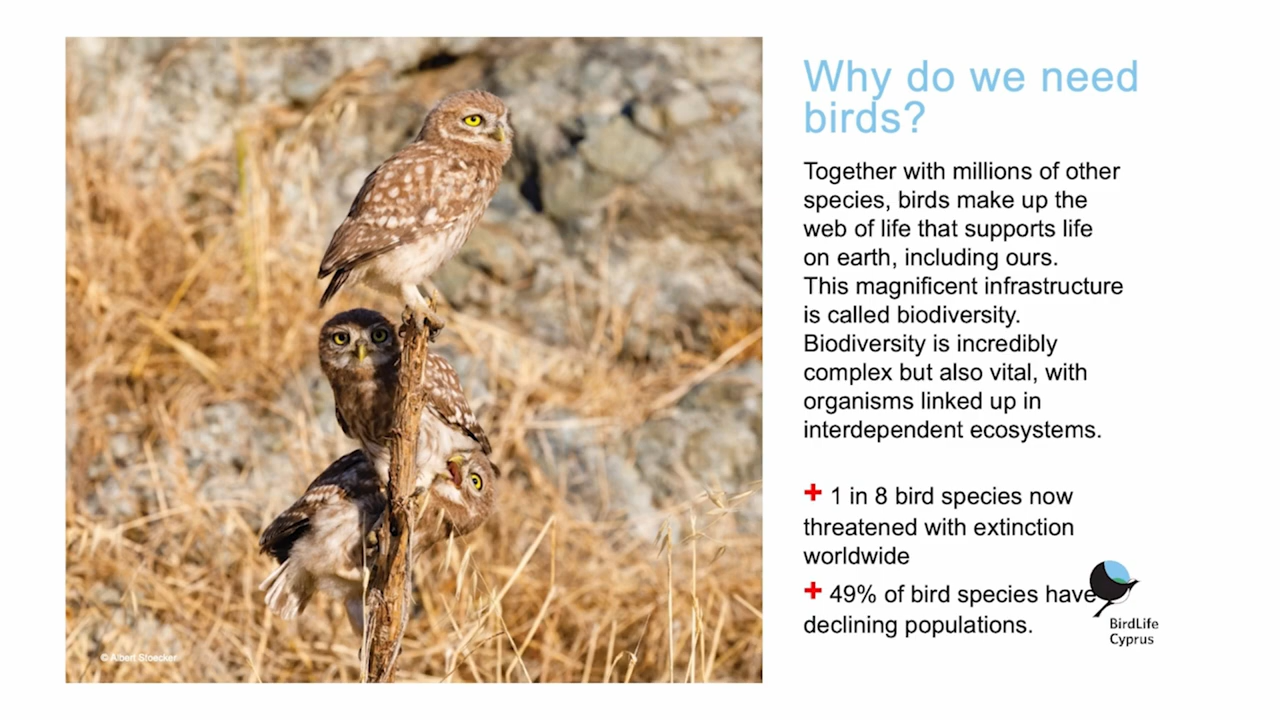 Why do we need
birds?
Together with millions of other
species, birds make up the
web of life that supports life
on earth, including ours.
This magnificent infrastructure
is called biodiversity.
Biodiversity is incredibly
complex but also vital, with
organisms linked up in
interdependent ecosystems.
+ 1 in 8 bird species now
threatened with extinction
worldwide
+ 49% of bird species have
declining populations.
BirdLife
Cyprus
© Albert Stoecker